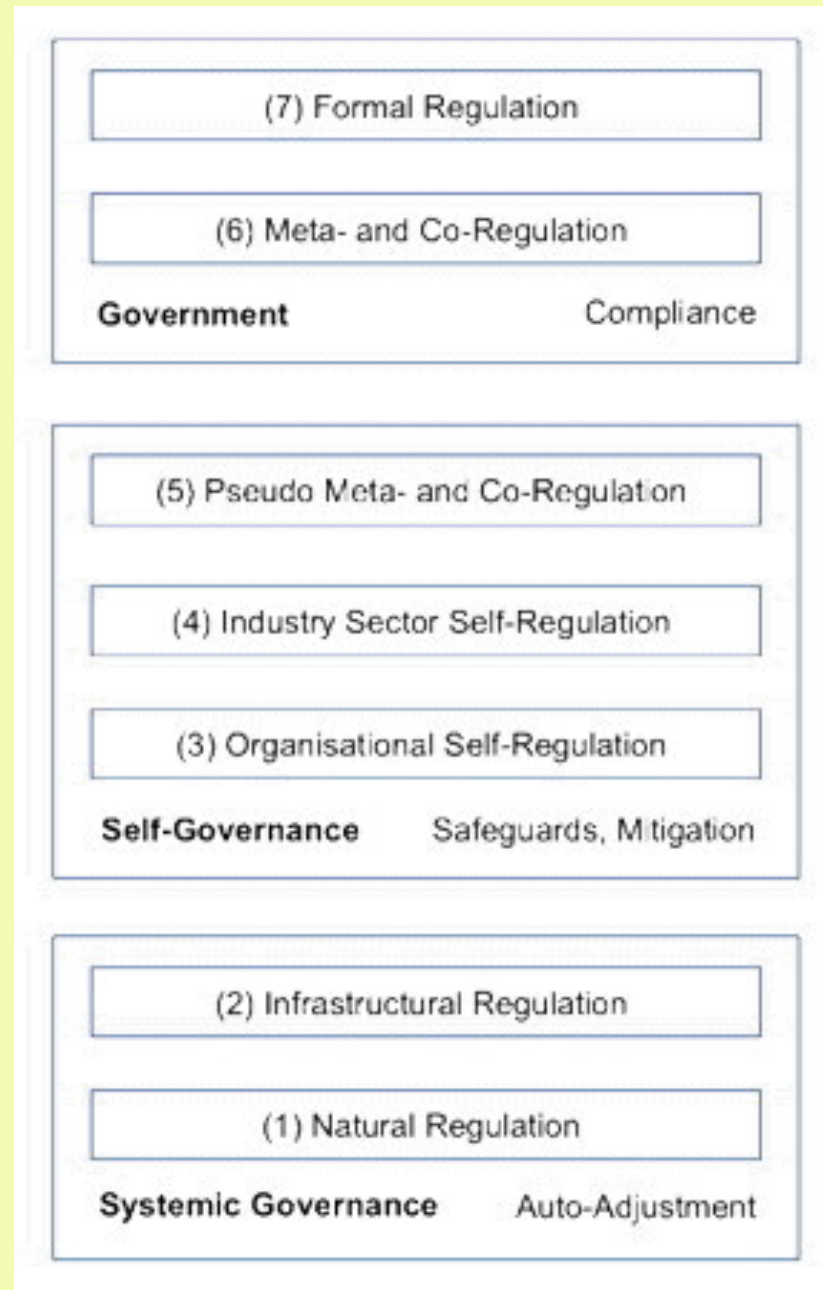 (7) Formal Regulation
(6) Meta- and Co-Regulation
Government Compliance
(5) Pseudo Meta- and Co-Regulation
(4) Industry Sector Self-Regulation
(3) Organisational Self-Regulation
Self-Governance Safeguards, Mitigation
(2) Infrastructural Regulation
(1) Natural Regulation
Systemic Governance Auto-Adjustment